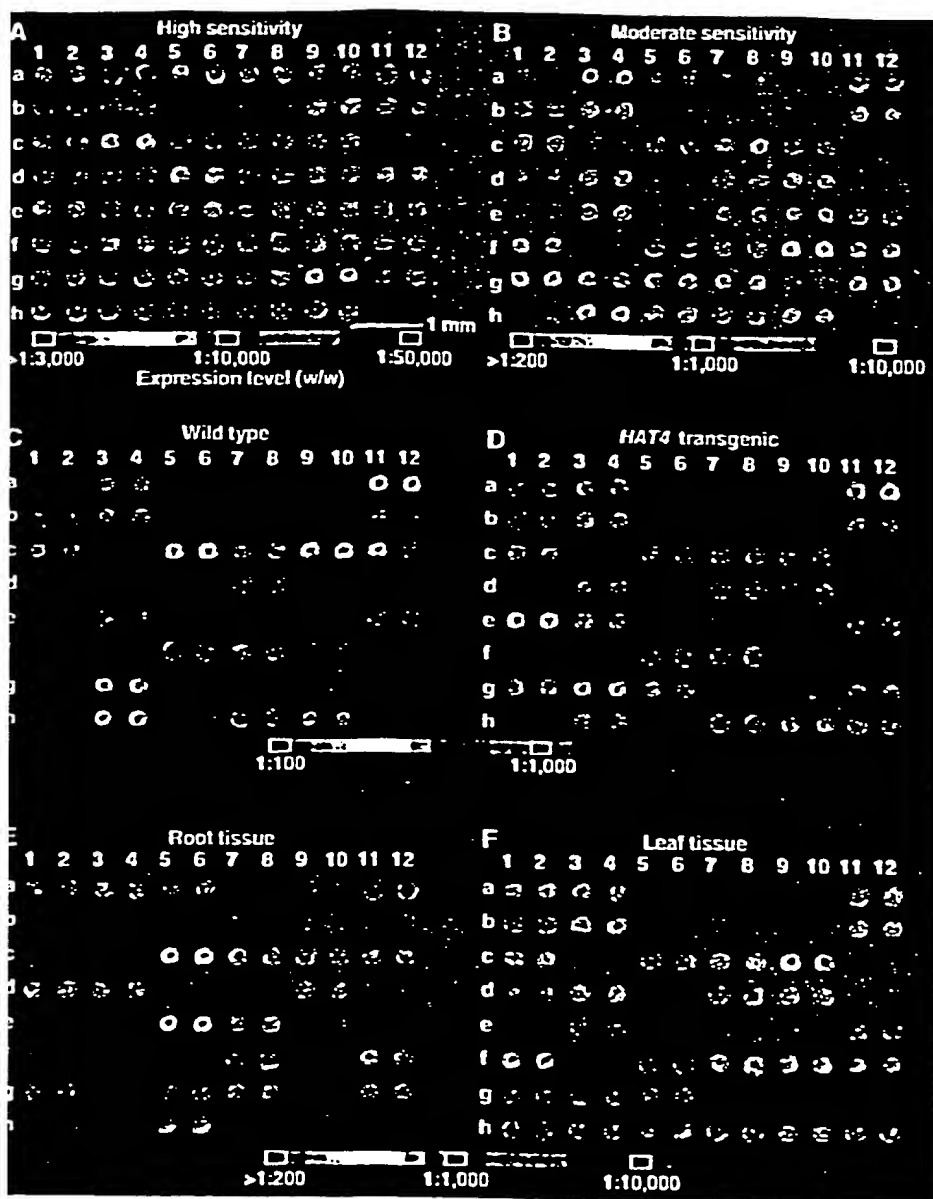 A High sensitivity
1 2 3 4 5 6 7 8 9 10 11 12
a
b
c
d
e
f
g
h
1 mm
>1:3,000 1:10,000 1:50,000
Expression level (w/w)
B Moderate sensitivity
1 2 3 4 5 6 7 8 9 10 11 12
a
b
c
d
e
f
g
h
>1:200 1:1,000 1:10,000
C Wild type
1 2 3 4 5 6 7 8 9 10 11 12
a
b
c
d
e
g
h
D HAT4 transgenic
1 2 3 4 5 6 7 8 9 10 11 12
a
b
c
d
e
f
g
h
1:100 1:1,000
E Root tissue
1 2 3 4 5 6 7 8 9 10 11 12
a
b
c
d
e
g
h
F Leaf tissue
1 2 3 4 5 6 7 8 9 10 11 12
a
b
c
d
e
f
g
h
>1:200 1:1,000 1:10,000